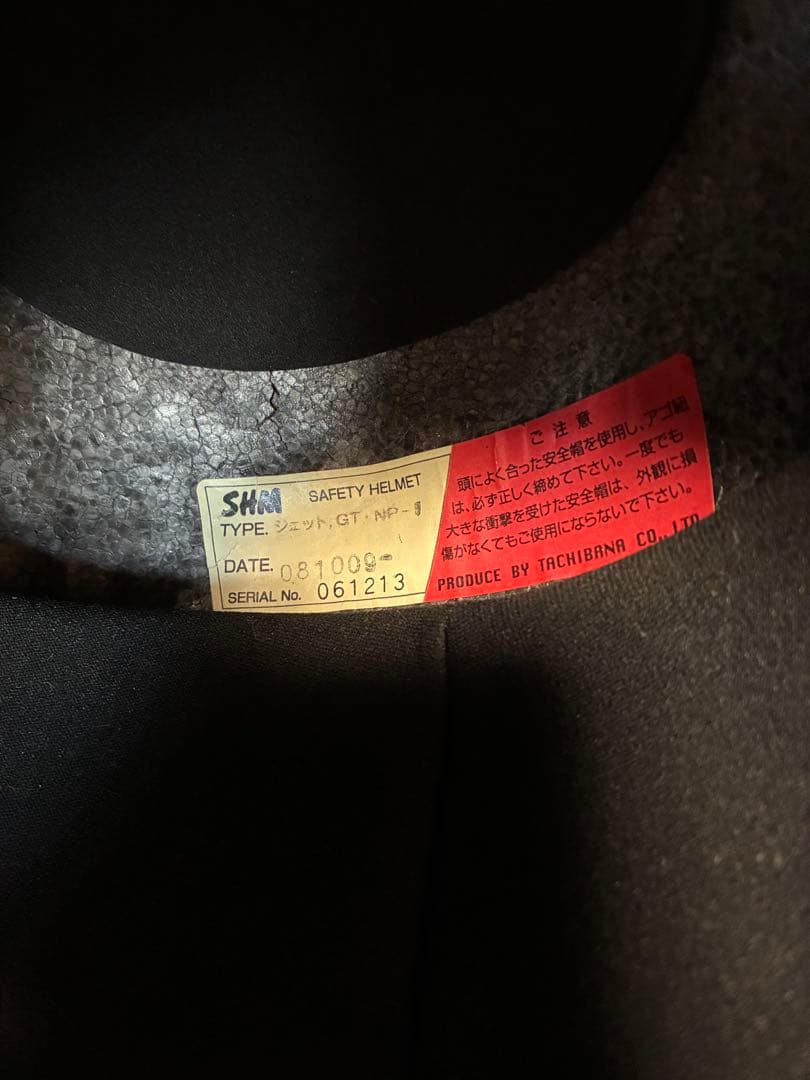 SHM SAFETY HELMET
TYPE. ジェット,GT・NP-
DATE. 081009-
SERIAL No. 061213
ご注意
頭によく合った安全帽を使用し、アゴ紐
は、必ず正しく締めて下さい。一度でも
大きな衝撃を受けた安全帽は、外観に損
傷がなくてもご使用にならないで下さい。
PRODUCE BY TACHIBANA CO., LTD